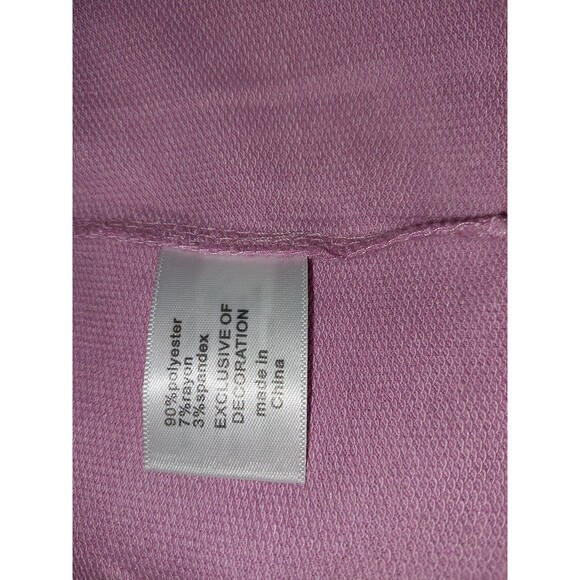 90%polyester
7%rayon
3%spandex
EXCLUSIVE OF
DECORATION
made in
China